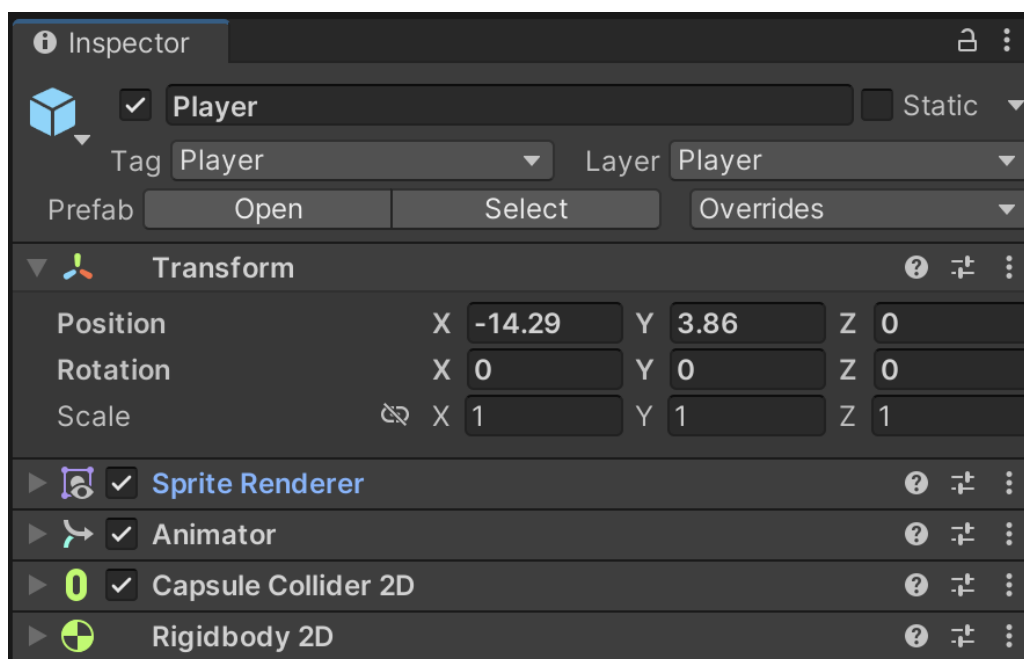 Inspector
Player Static
Tag Player Layer Player
Prefab Open Select Overrides
Transform
Position X -14.29 Y 3.86 Z 0
Rotation X 0 Y 0 Z 0
Scale X 1 Y 1 Z 1
Sprite Renderer
Animator
Capsule Collider 2D
Rigidbody 2D